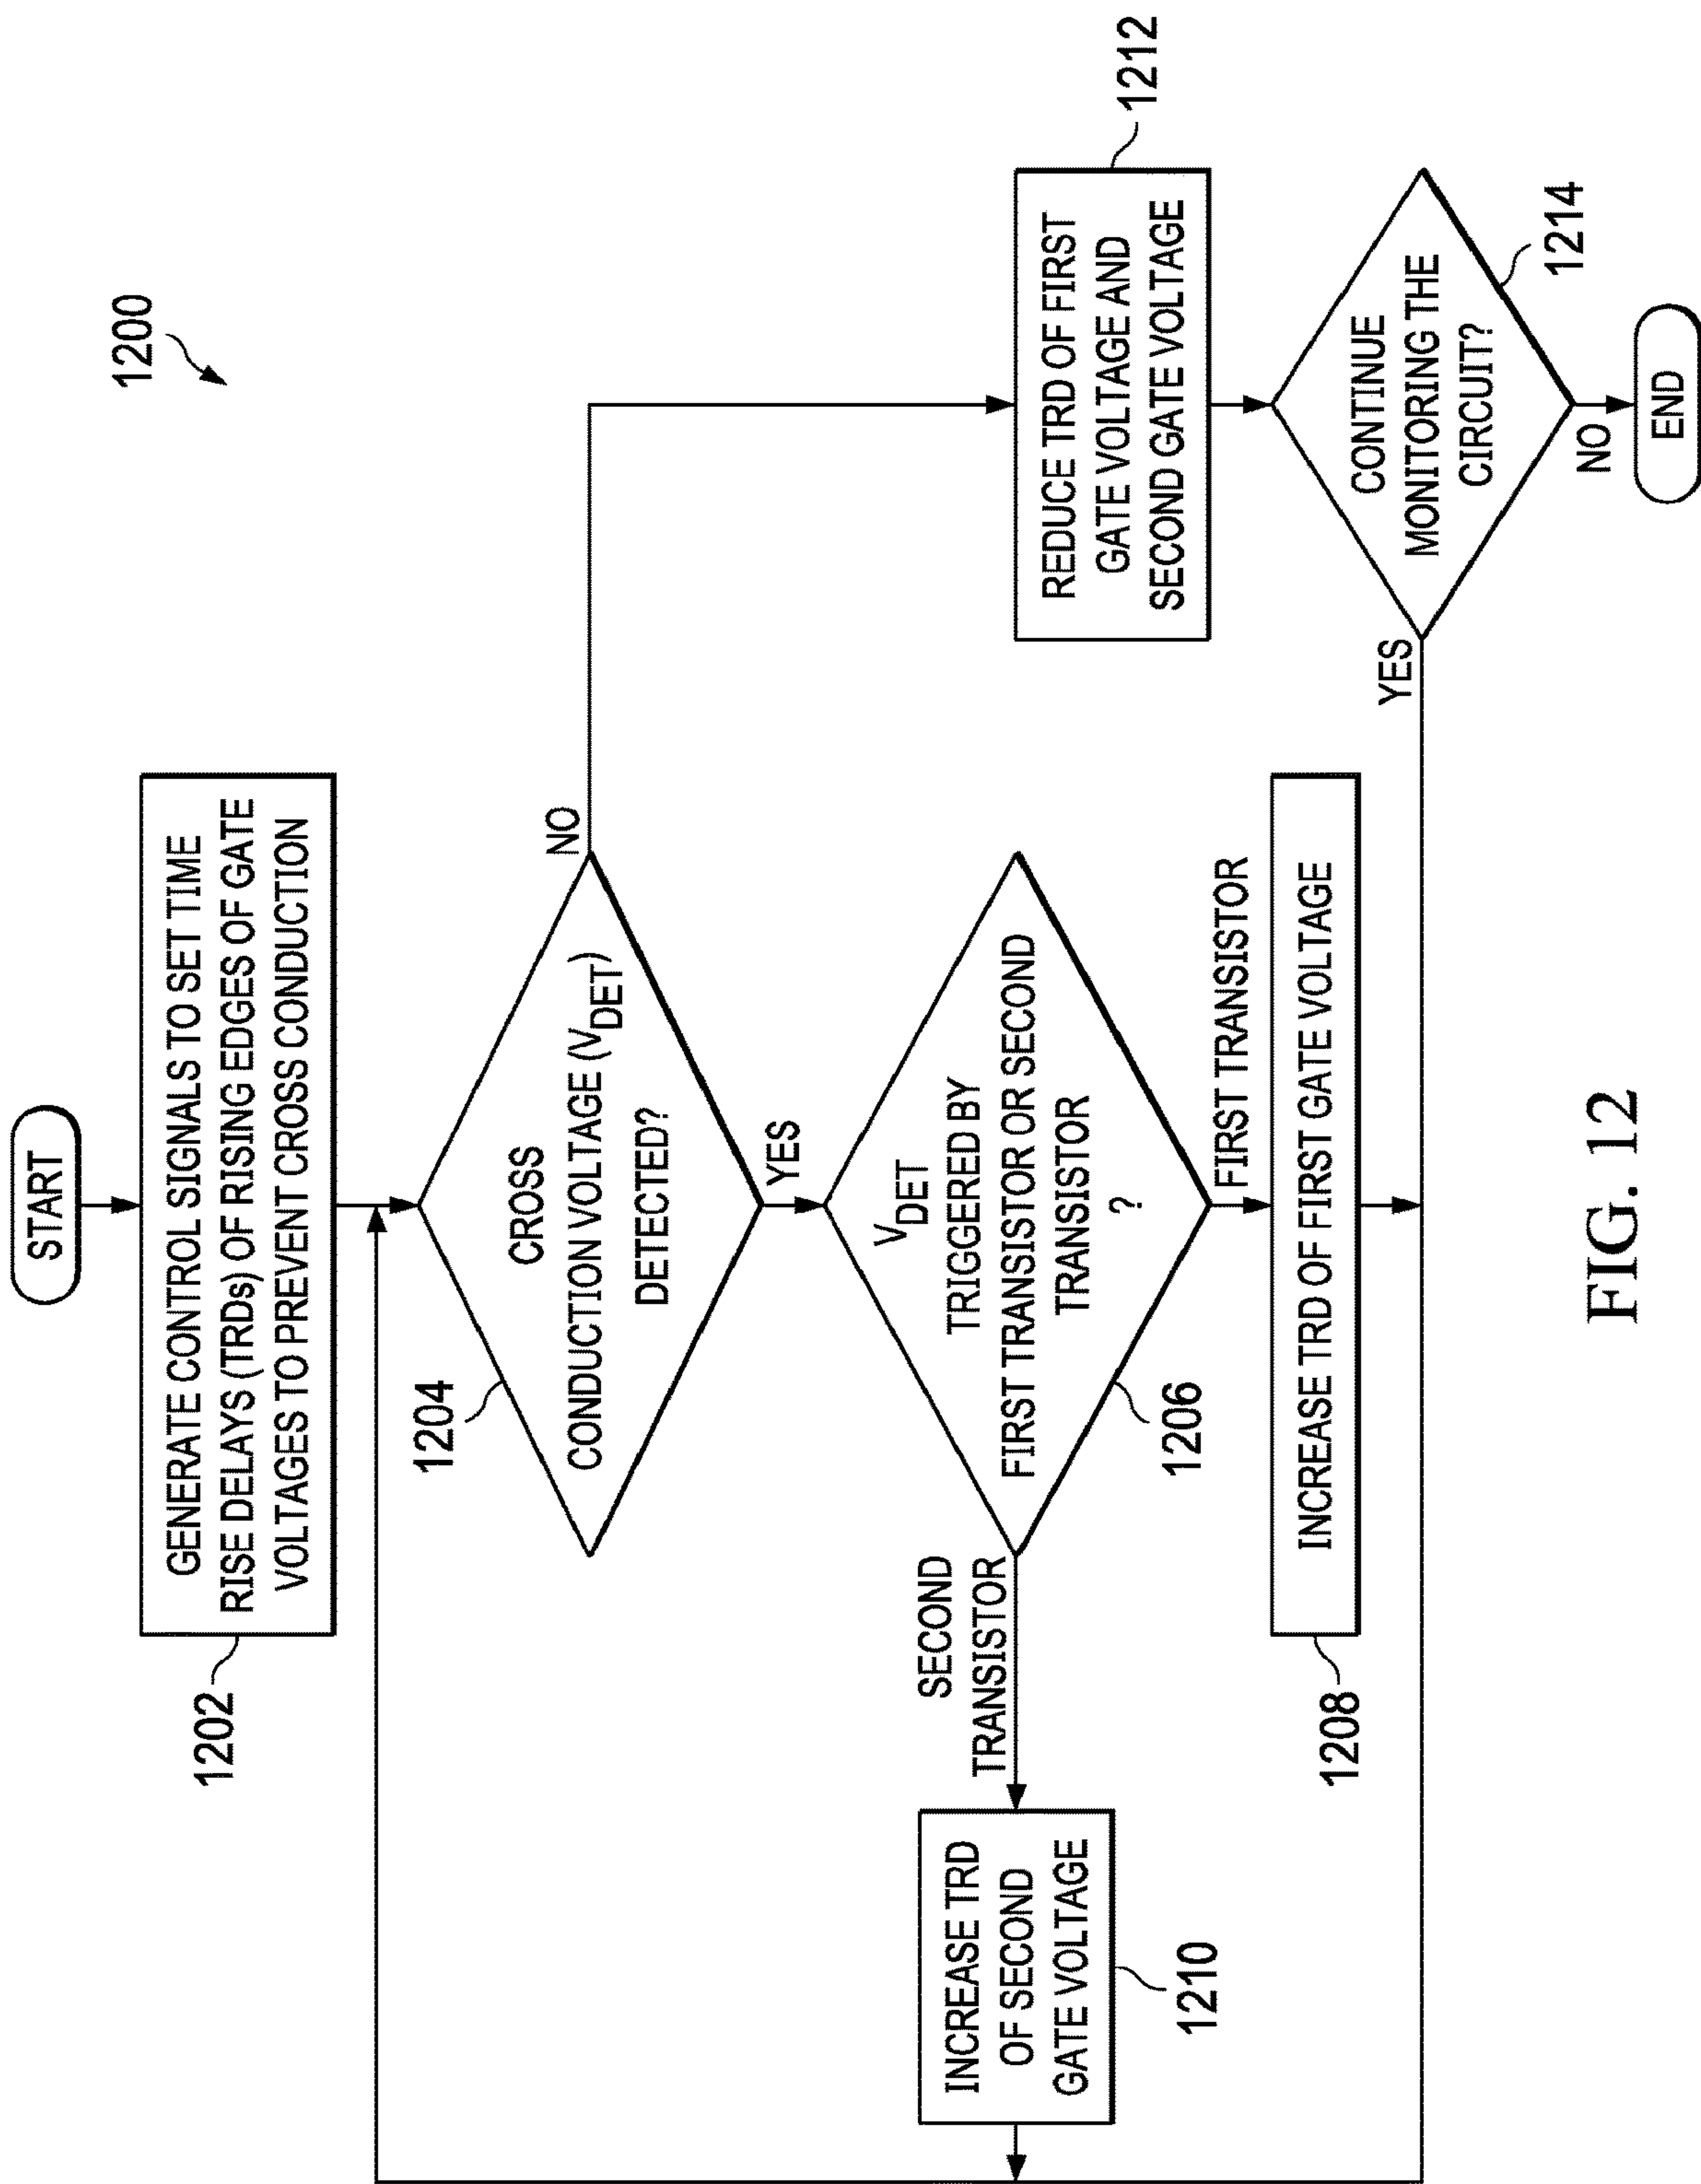 1200
START
GENERATE CONTROL SIGNALS TO SET TIME
RISE DELAYS (TRDs) OF RISING EDGES OF GATE
VOLTAGES TO PREVENT CROSS CONDUCTION
1202
CROSS
CONDUCTION VOLTAGE (VDET)
DETECTED?
1204
NO
YES
VDET
TRIGGERED BY
FIRST TRANSISTOR OR SECOND
TRANSISTOR
?
1206
SECOND
TRANSISTOR
FIRST TRANSISTOR
INCREASE TRD
OF SECOND
GATE VOLTAGE
1210
INCREASE TRD OF FIRST GATE VOLTAGE
1208
REDUCE TRD OF FIRST
GATE VOLTAGE AND
SECOND GATE VOLTAGE
1212
CONTINUE
MONITORING THE
CIRCUIT?
1214
YES
NO
END
FIG. 12